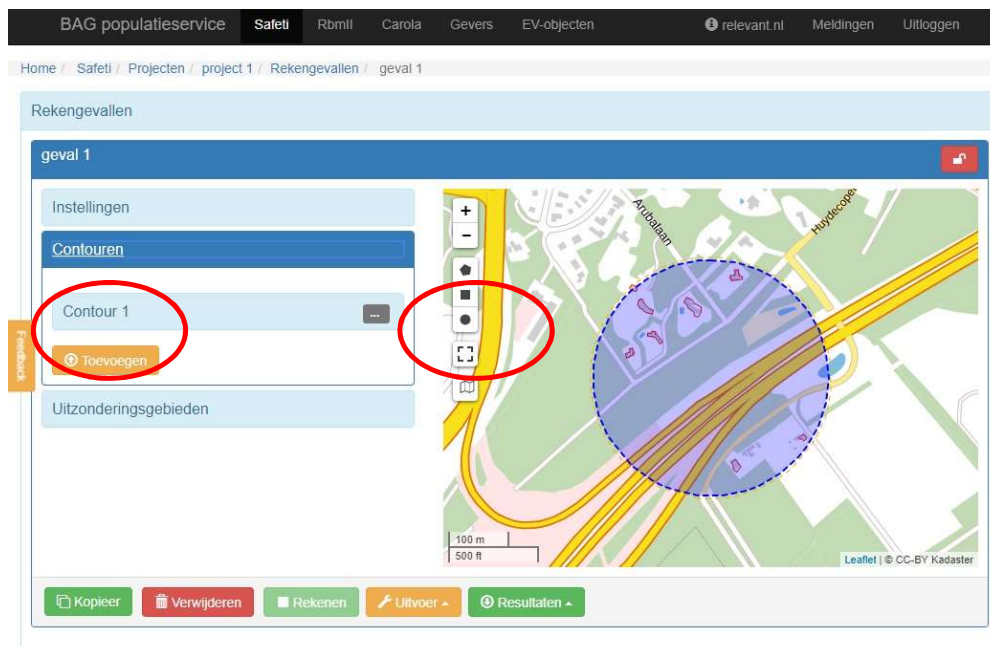 BAG populatieservice Safeti RbmII Carola Gevers EV-objecten relevant.nl Meldingen Uitloggen
Home / Safeti / Projecten / project 1 / Rekengevallen / geval 1
Rekengevallen
geval 1
Instellingen
Contouren
Contour 1
...
Toevoegen
Uitzonderingsgebieden
Feedback
+
−
Arubalaan
Huydecoper
100 m
500 ft
Leaflet | © CC-BY Kadaster
Kopieer Verwijderen Rekenen Uitvoer Resultaten